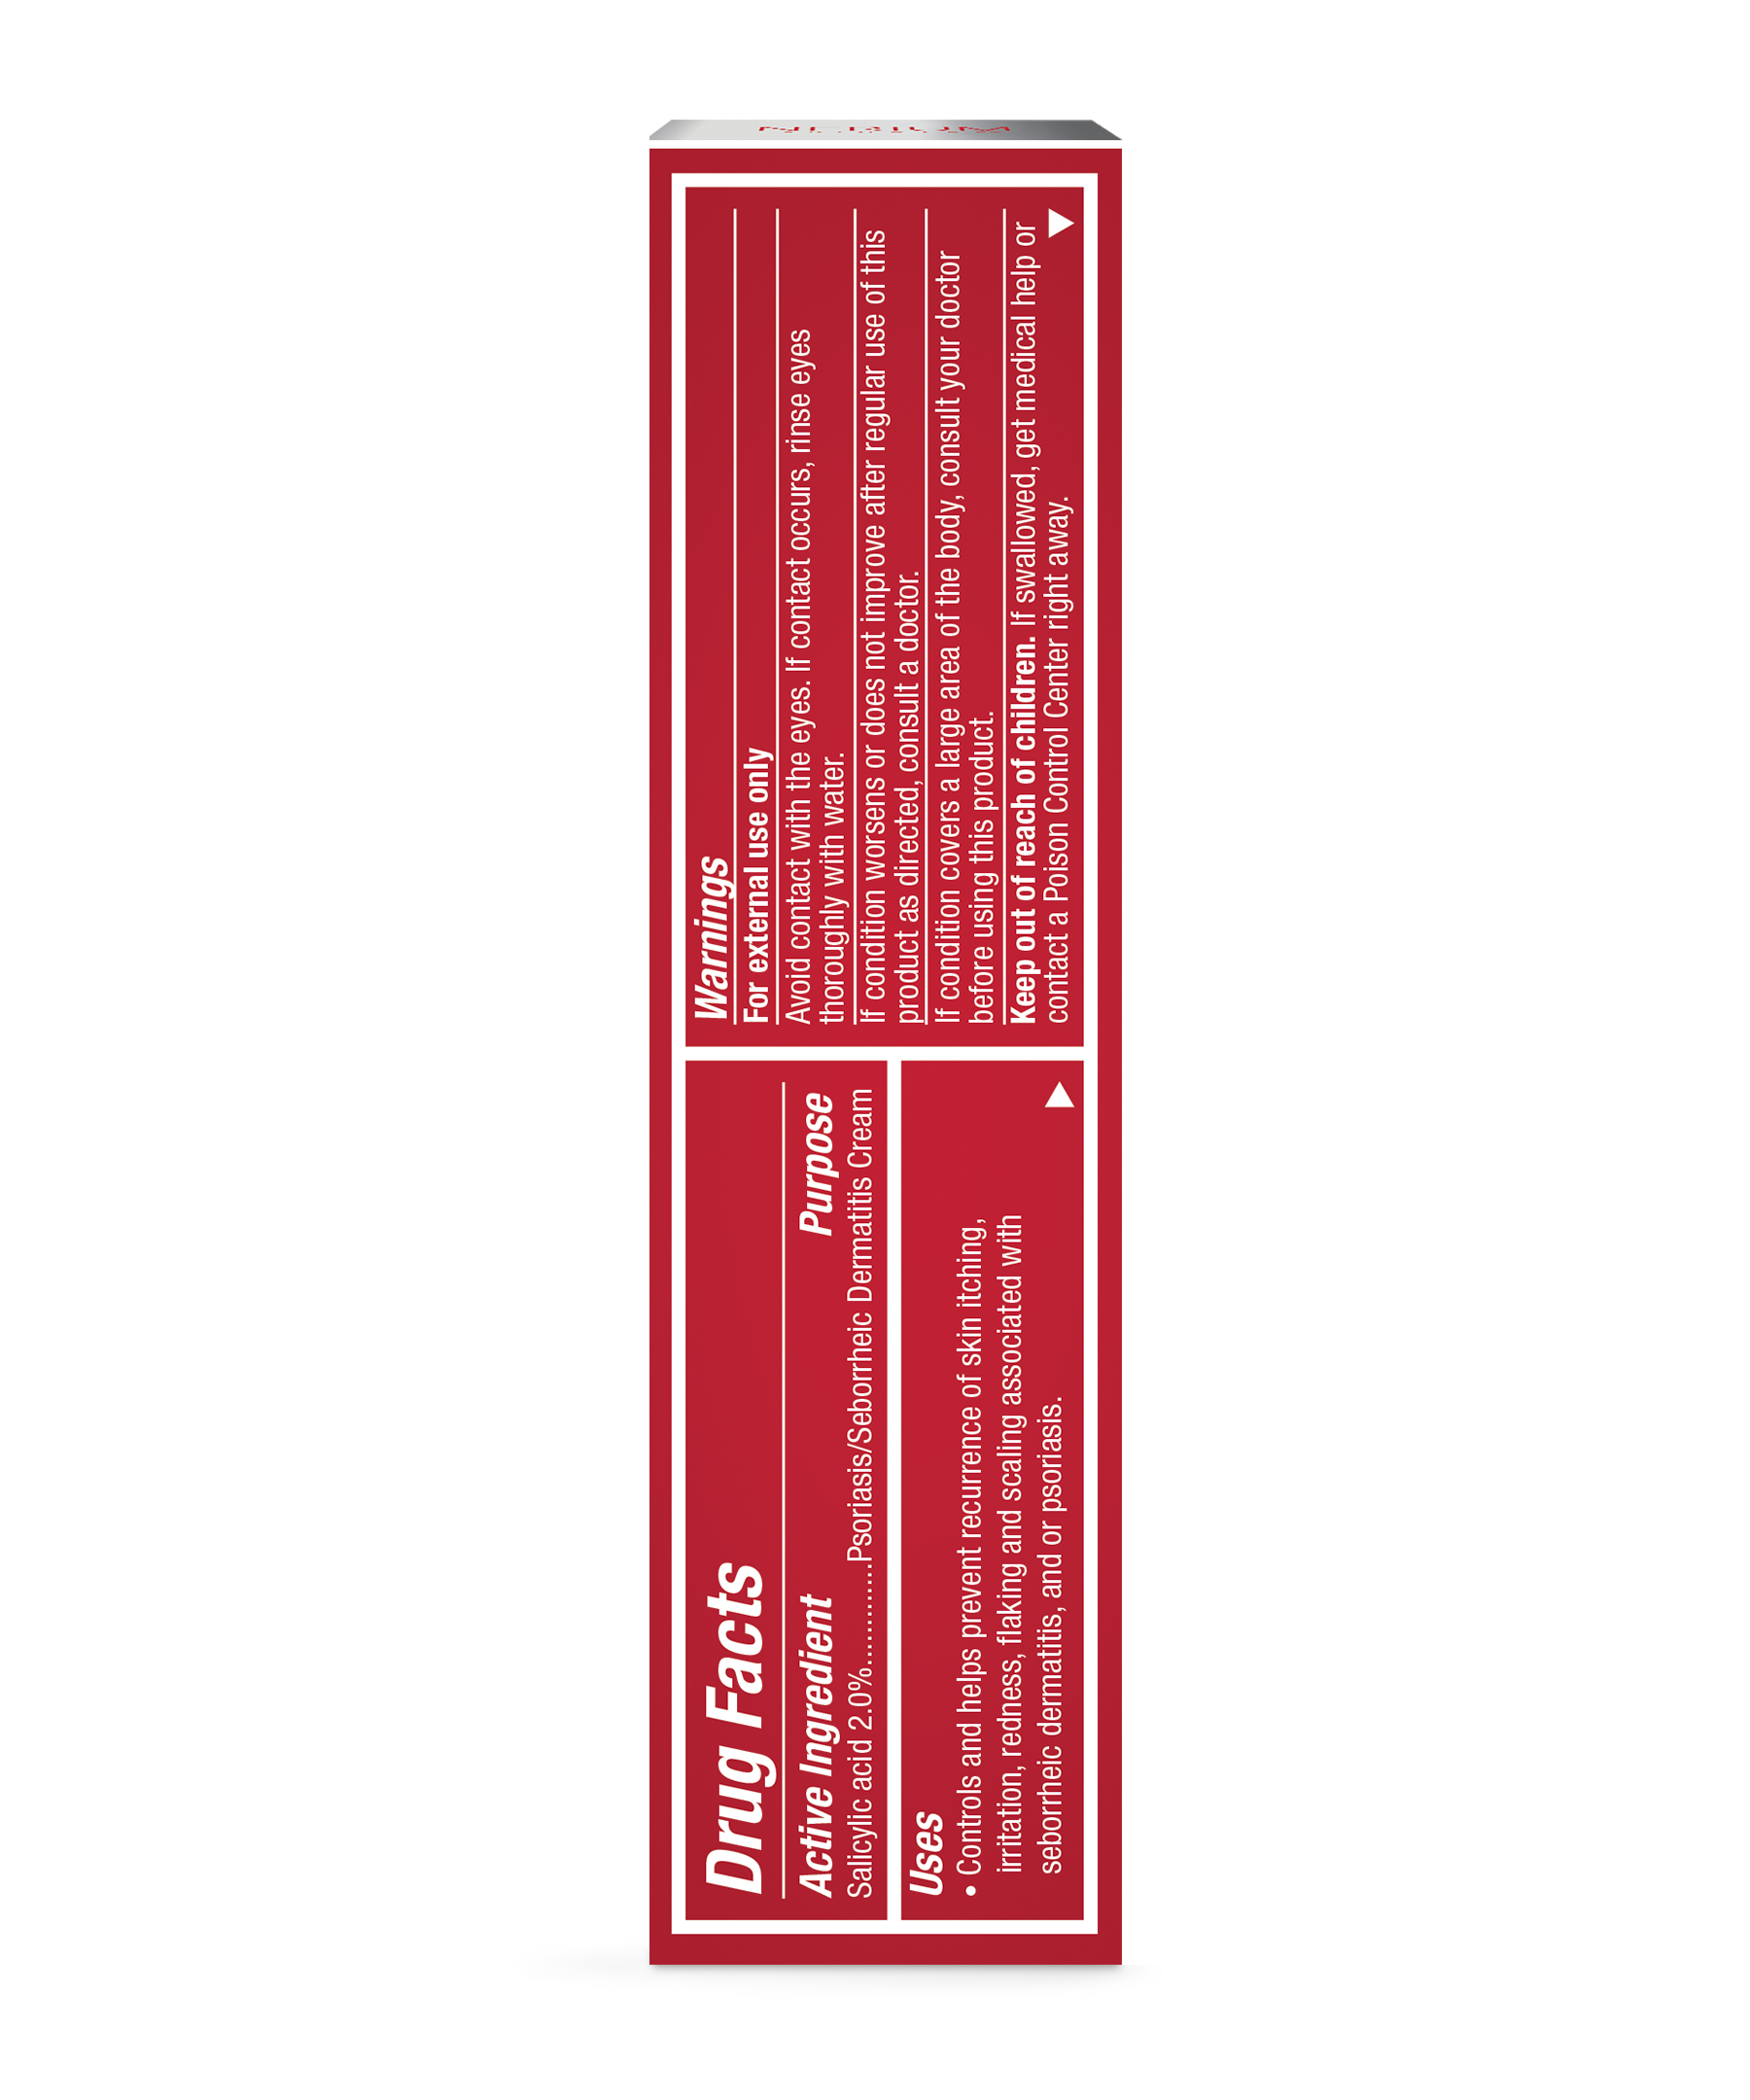 Drug Facts
Active Ingredient Purpose
Salicylic acid 2.0%............Psoriasis/Seborrheic Dermatitis Cream
Uses
• Controls and helps prevent recurrence of skin itching,
irritation, redness, flaking and scaling associated with
seborrheic dermatitis, and or psoriasis.
Warnings
For external use only
Avoid contact with the eyes. If contact occurs, rinse eyes
thoroughly with water.
If condition worsens or does not improve after regular use of this
product as directed, consult a doctor.
If condition covers a large area of the body, consult your doctor
before using this product.
Keep out of reach of children. If swallowed, get medical help or
contact a Poison Control Center right away.